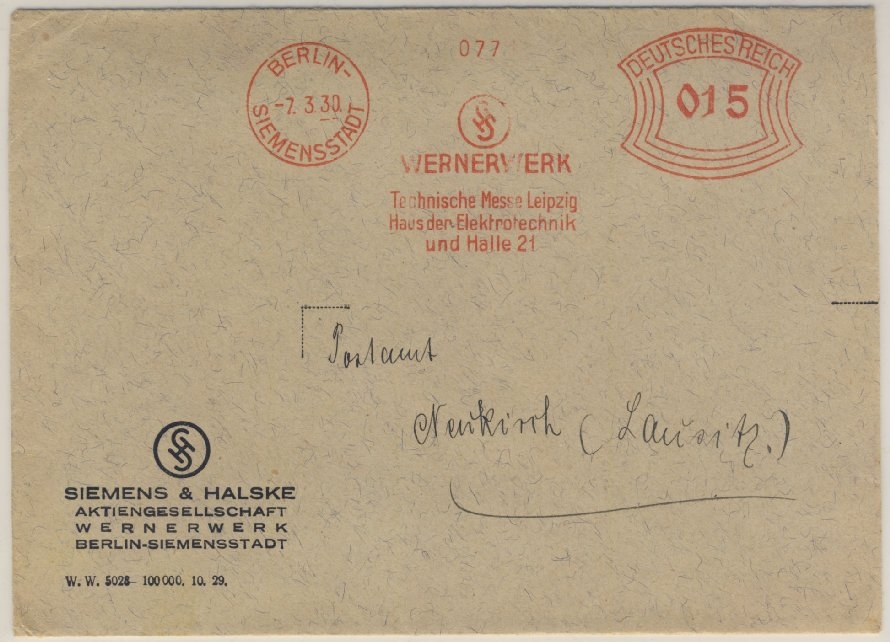 BERLIN-
-7.3.30.
SIEMENSSTADT
077
WERNERWERK
Technische Messe Leipzig
Haus der Elektrotechnik
und Halle 21
DEUTSCHES REICH
015
Postamt
Neukirch (Lausitz.)
SIEMENS & HALSKE
AKTIENGESELLSCHAFT
WERNERWERK
BERLIN-SIEMENSSTADT
W. W. 5028- 100000. 10. 29.